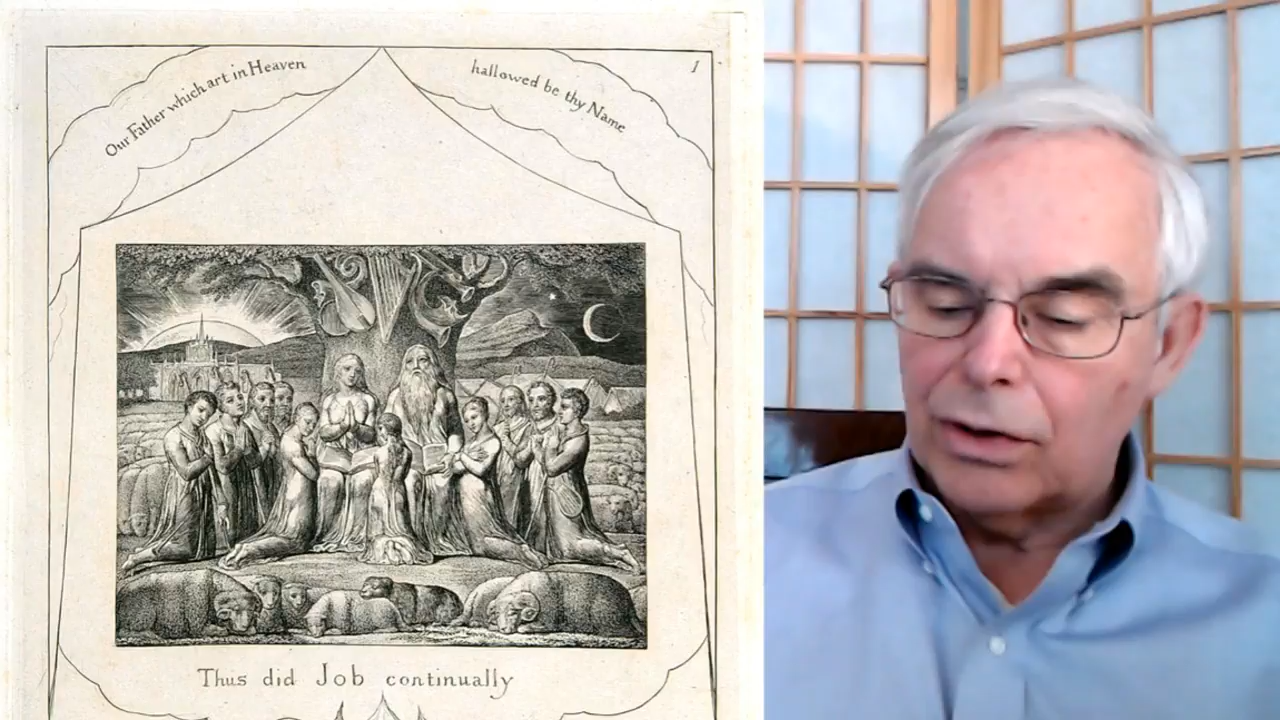 Our Father which art in Heaven
hallowed be thy Name
1
Thus did Job continually